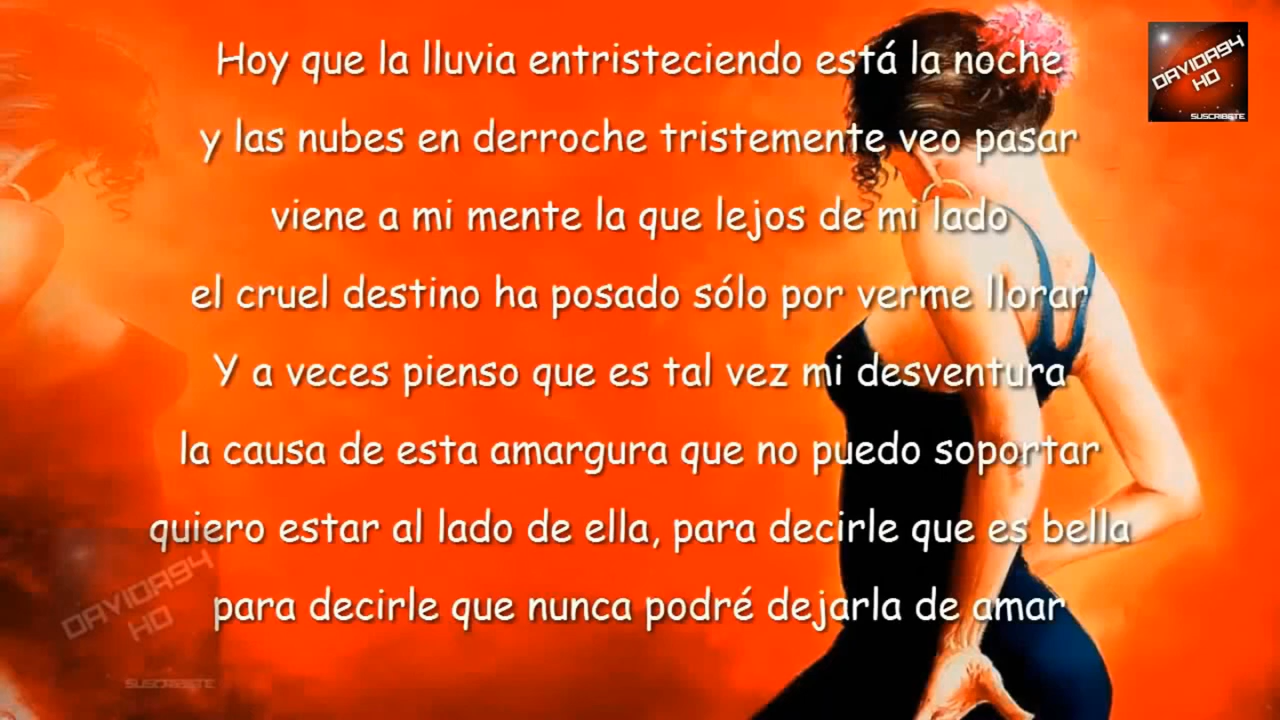 Hoy que la lluvia entristeciendo está la noche
y las nubes en derroche tristemente veo pasar
viene a mi mente la que lejos de mi lado
el cruel destino ha posado sólo por verme llorar
Y a veces pienso que es tal vez mi desventura
la causa de esta amargura que no puedo soportar
quiero estar al lado de ella, para decirle que es bella
para decirle que nunca podré dejarla de amar
DAVIDA94
HD
SUSCRIBETE
DAVIDA94
HD
SUSCRIBETE